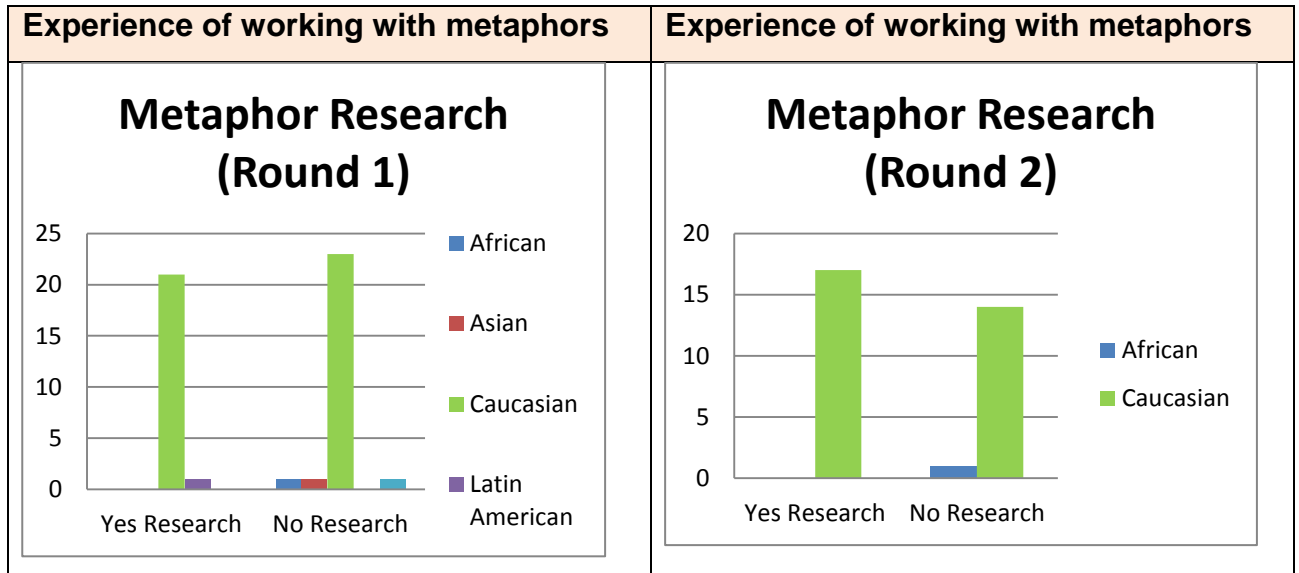 Experience of working with metaphors
Experience of working with metaphors
Metaphor Research
(Round 1)
25
20
15
10
5
0
Yes Research
No Research
African
Asian
Caucasian
Latin
American
Metaphor Research
(Round 2)
20
15
10
5
0
Yes Research
No Research
African
Caucasian